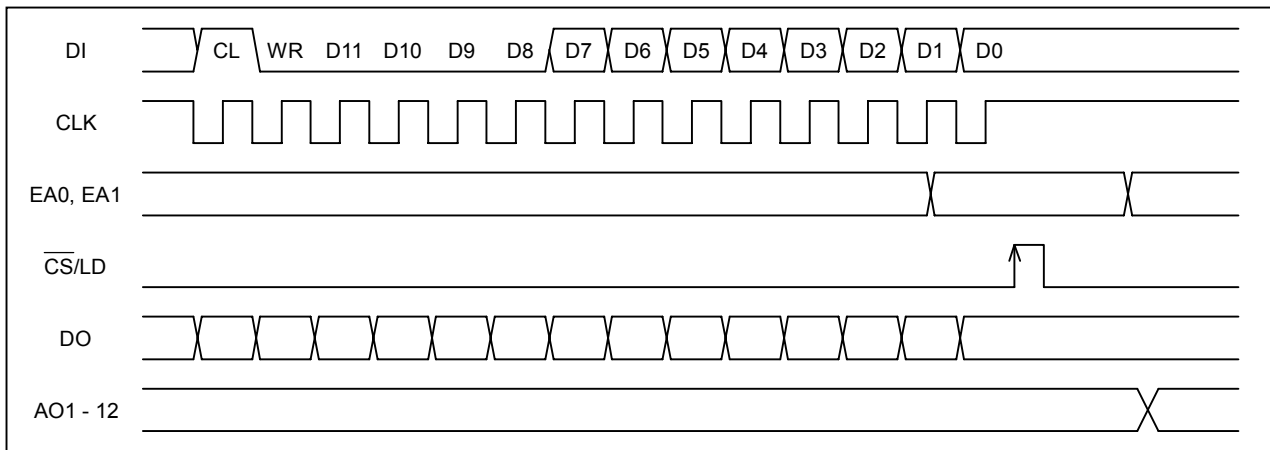 DI CL WR D11 D10 D9 D8 D7 D6 D5 D4 D3 D2 D1 D0
CLK
EA0, EA1
C̅S̅/LD
DO
AO1 - 12